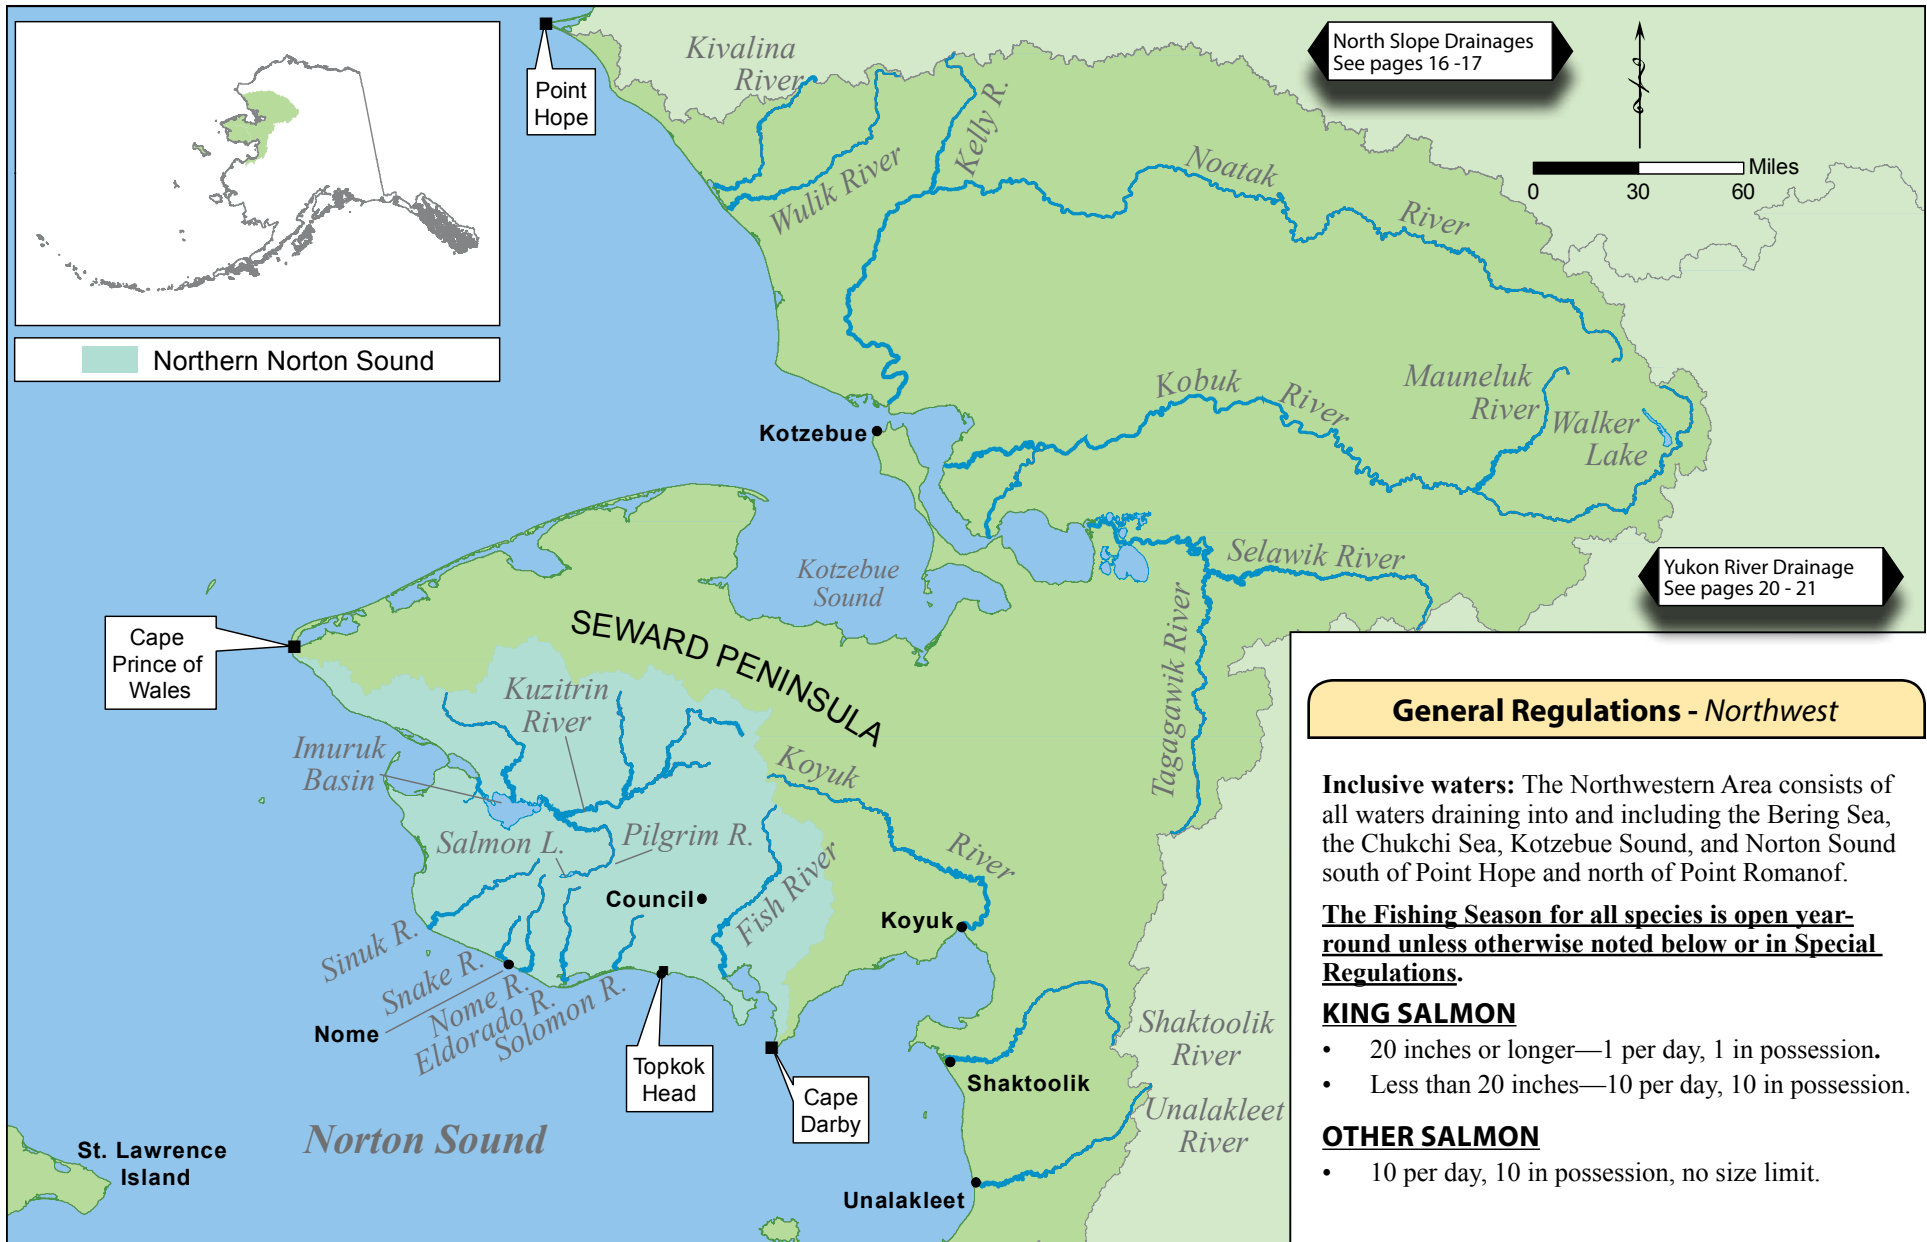 Point
Hope
Kivalina
River
North Slope Drainages
See pages 16 -17
Miles
0 30 60
Kelly R.
Wulik River
Noatak
River
Northern Norton Sound
Kobuk
River
Mauneluk
River
Walker
Lake
Kotzebue
Selawik River
Kotzebue
Sound
Yukon River Drainage
See pages 20 - 21
Tagagawik River
SEWARD PENINSULA
Cape
Prince of
Wales
Kuzitrin
River
Imuruk
Basin
Koyuk
River
Salmon L.
Pilgrim R.
Council
Fish River
Koyuk
Sinuk R.
Snake R.
Nome
Nome R.
Eldorado R.
Solomon R.
Topkok
Head
Cape
Darby
Shaktoolik
River
Shaktoolik
Unalakleet
River
Unalakleet
Norton Sound
St. Lawrence
Island
General Regulations - Northwest
Inclusive waters: The Northwestern Area consists of
all waters draining into and including the Bering Sea,
the Chukchi Sea, Kotzebue Sound, and Norton Sound
south of Point Hope and north of Point Romanof.
The Fishing Season for all species is open year-
round unless otherwise noted below or in Special
Regulations.
KING SALMON
• 20 inches or longer—1 per day, 1 in possession.
• Less than 20 inches—10 per day, 10 in possession.
OTHER SALMON
• 10 per day, 10 in possession, no size limit.